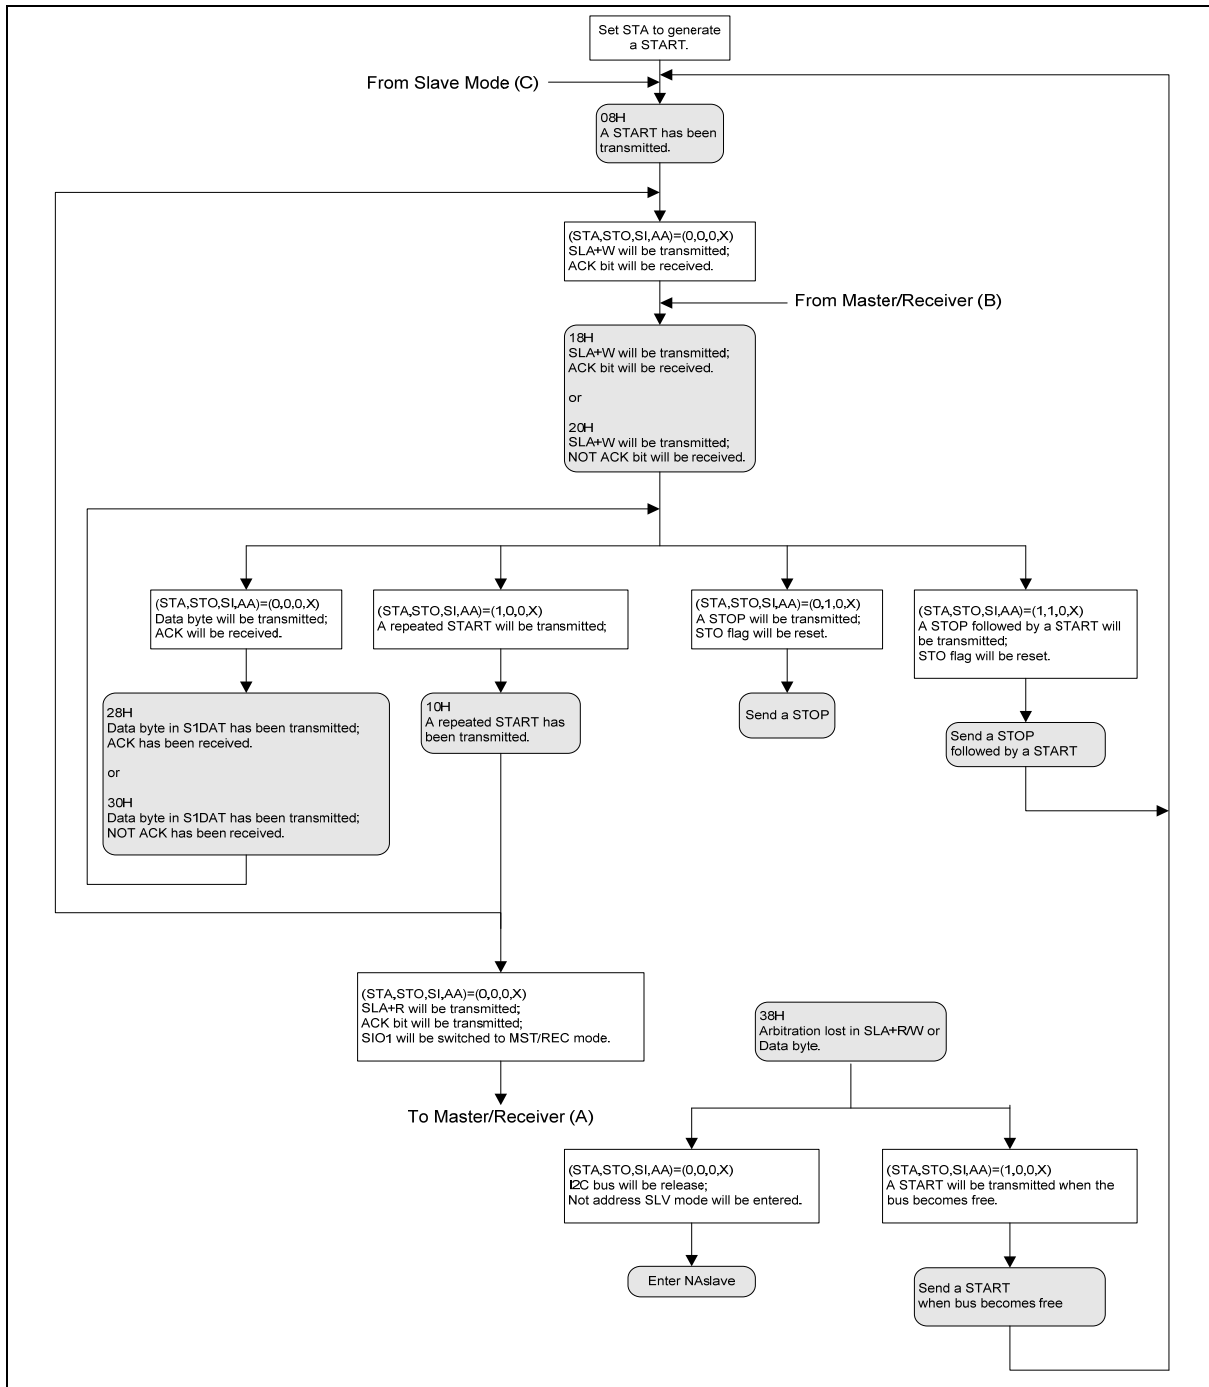 Set STA to generate
a START.
From Slave Mode (C)
08H
A START has been
transmitted.
(STA,STO,SI,AA)=(0,0,0,X)
SLA+W will be transmitted;
ACK bit will be received.
From Master/Receiver (B)
18H
SLA+W will be transmitted;
ACK bit will be received.
or
20H
SLA+W will be transmitted;
NOT ACK bit will be received.
(STA,STO,SI,AA)=(0,0,0,X)
Data byte will be transmitted;
ACK will be received.
(STA,STO,SI,AA)=(1,0,0,X)
A repeated START will be transmitted;
(STA,STO,SI,AA)=(0,1,0,X)
A STOP will be transmitted;
STO flag will be reset.
(STA,STO,SI,AA)=(1,1,0,X)
A STOP followed by a START will
be transmitted;
STO flag will be reset.
28H
Data byte in S1DAT has been transmitted;
ACK has been received.
or
30H
Data byte in S1DAT has been transmitted;
NOT ACK has been received.
10H
A repeated START has
been transmitted.
Send a STOP
Send a STOP
followed by a START
(STA,STO,SI,AA)=(0,0,0,X)
SLA+R will be transmitted;
ACK bit will be transmitted;
SIO1 will be switched to MST/REC mode.
To Master/Receiver (A)
38H
Arbitration lost in SLA+R/W or
Data byte.
(STA,STO,SI,AA)=(0,0,0,X)
I2C bus will be release;
Not address SLV mode will be entered.
(STA,STO,SI,AA)=(1,0,0,X)
A START will be transmitted when the
bus becomes free.
Enter NAslave
Send a START
when bus becomes free